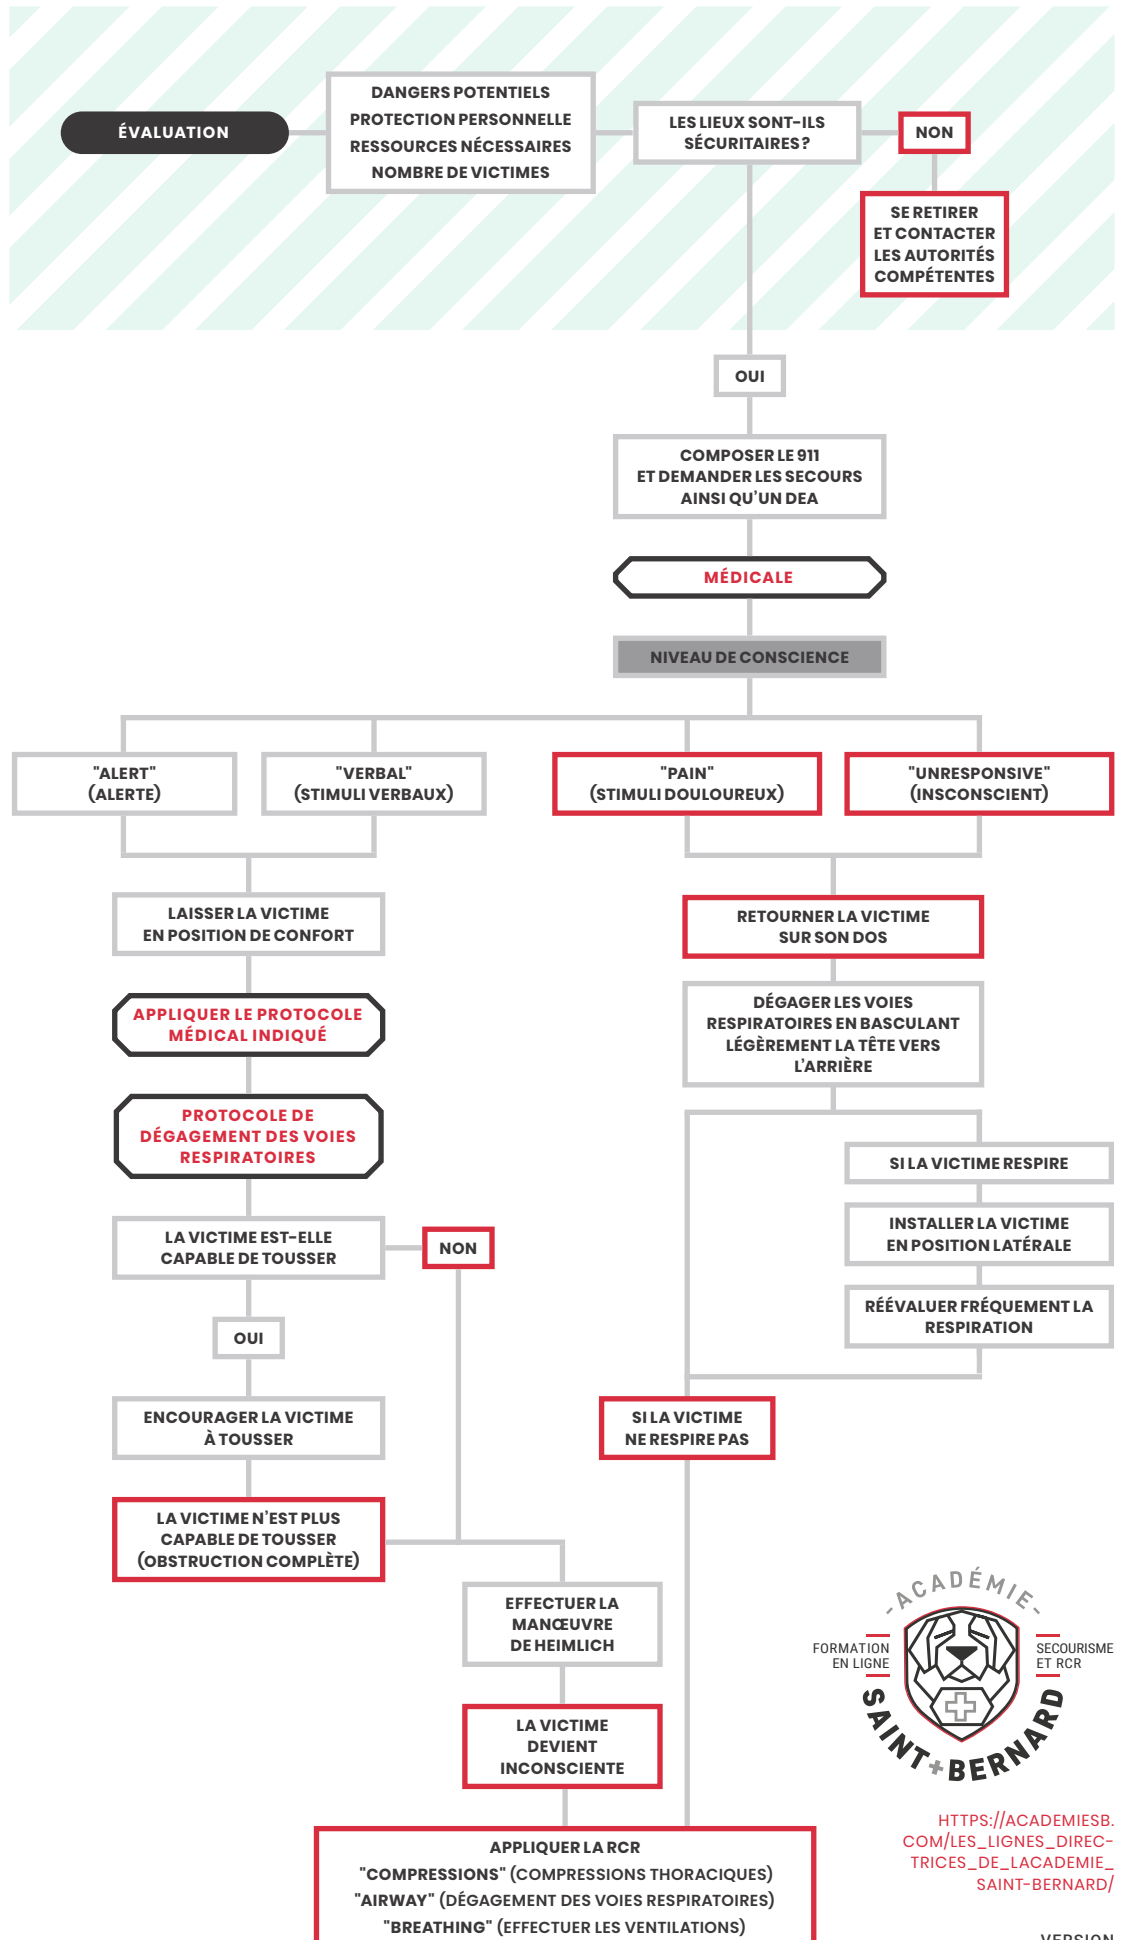 ÉVALUATION
DANGERS POTENTIELS
PROTECTION PERSONNELLE
RESSOURCES NÉCESSAIRES
NOMBRE DE VICTIMES
LES LIEUX SONT-ILS
SÉCURITAIRES?
NON
SE RETIRER
ET CONTACTER
LES AUTORITÉS
COMPÉTENTES
OUI
COMPOSER LE 911
ET DEMANDER LES SECOURS
AINSI QU'UN DEA
MÉDICALE
NIVEAU DE CONSCIENCE
"ALERT"
(ALERTE)
"VERBAL"
(STIMULI VERBAUX)
"PAIN"
(STIMULI DOULOUREUX)
"UNRESPONSIVE"
(INSCONSCIENT)
LAISSER LA VICTIME
EN POSITION DE CONFORT
APPLIQUER LE PROTOCOLE
MÉDICAL INDIQUÉ
PROTOCOLE DE
DÉGAGEMENT DES VOIES
RESPIRATOIRES
LA VICTIME EST-ELLE
CAPABLE DE TOUSSER
NON
OUI
ENCOURAGER LA VICTIME
À TOUSSER
LA VICTIME N'EST PLUS
CAPABLE DE TOUSSER
(OBSTRUCTION COMPLÈTE)
EFFECTUER LA
MANŒUVRE
DE HEIMLICH
LA VICTIME
DEVIENT
INCONSCIENTE
RETOURNER LA VICTIME
SUR SON DOS
DÉGAGER LES VOIES
RESPIRATOIRES EN BASCULANT
LÉGÈREMENT LA TÊTE VERS
L'ARRIÈRE
SI LA VICTIME RESPIRE
INSTALLER LA VICTIME
EN POSITION LATÉRALE
RÉÉVALUER FRÉQUEMENT LA
RESPIRATION
SI LA VICTIME
NE RESPIRE PAS
APPLIQUER LA RCR
"COMPRESSIONS" (COMPRESSIONS THORACIQUES)
"AIRWAY" (DÉGAGEMENT DES VOIES RESPIRATOIRES)
"BREATHING" (EFFECTUER LES VENTILATIONS)
-ACADÉMIE-
FORMATION
EN LIGNE
SECOURISME
ET RCR
SAINT+BERNARD
HTTPS://ACADEMIESB.
COM/LES_LIGNES_DIREC-
TRICES_DE_LACADEMIE_
SAINT-BERNARD/
VERSION